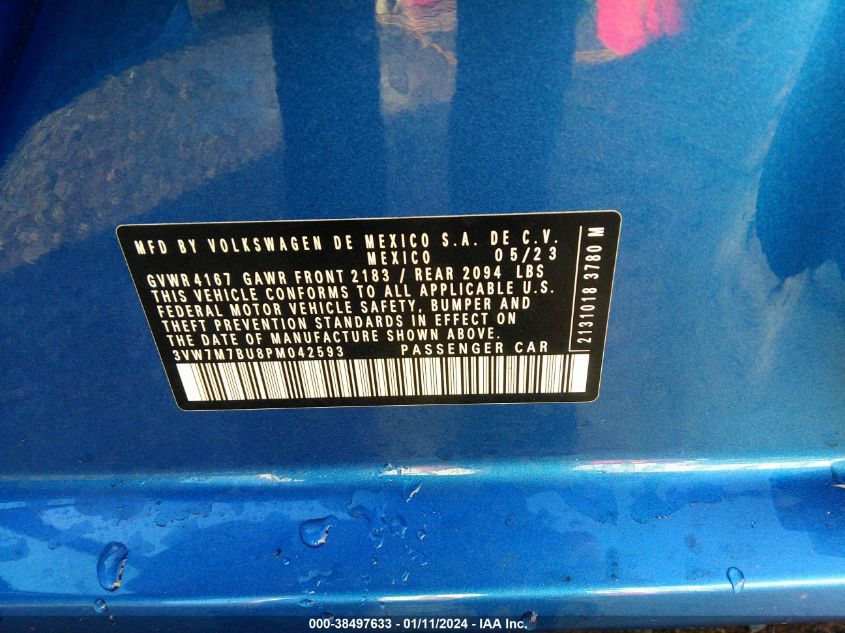 MFD BY VOLKSWAGEN DE MEXICO S.A. DE C.V.
MEXICO 05/23
GVWR 4167 GAWR FRONT 2183 / REAR 2094 LBS
THIS VEHICLE CONFORMS TO ALL APPLICABLE U.S.
FEDERAL MOTOR VEHICLE SAFETY, BUMPER AND
THEFT PREVENTION STANDARDS IN EFFECT ON
THE DATE OF MANUFACTURE SHOWN ABOVE.
3VW7M7BU8PM042593 PASSENGER CAR
2131018 3780 M
000-38497633 - 01/11/2024 - IAA Inc.